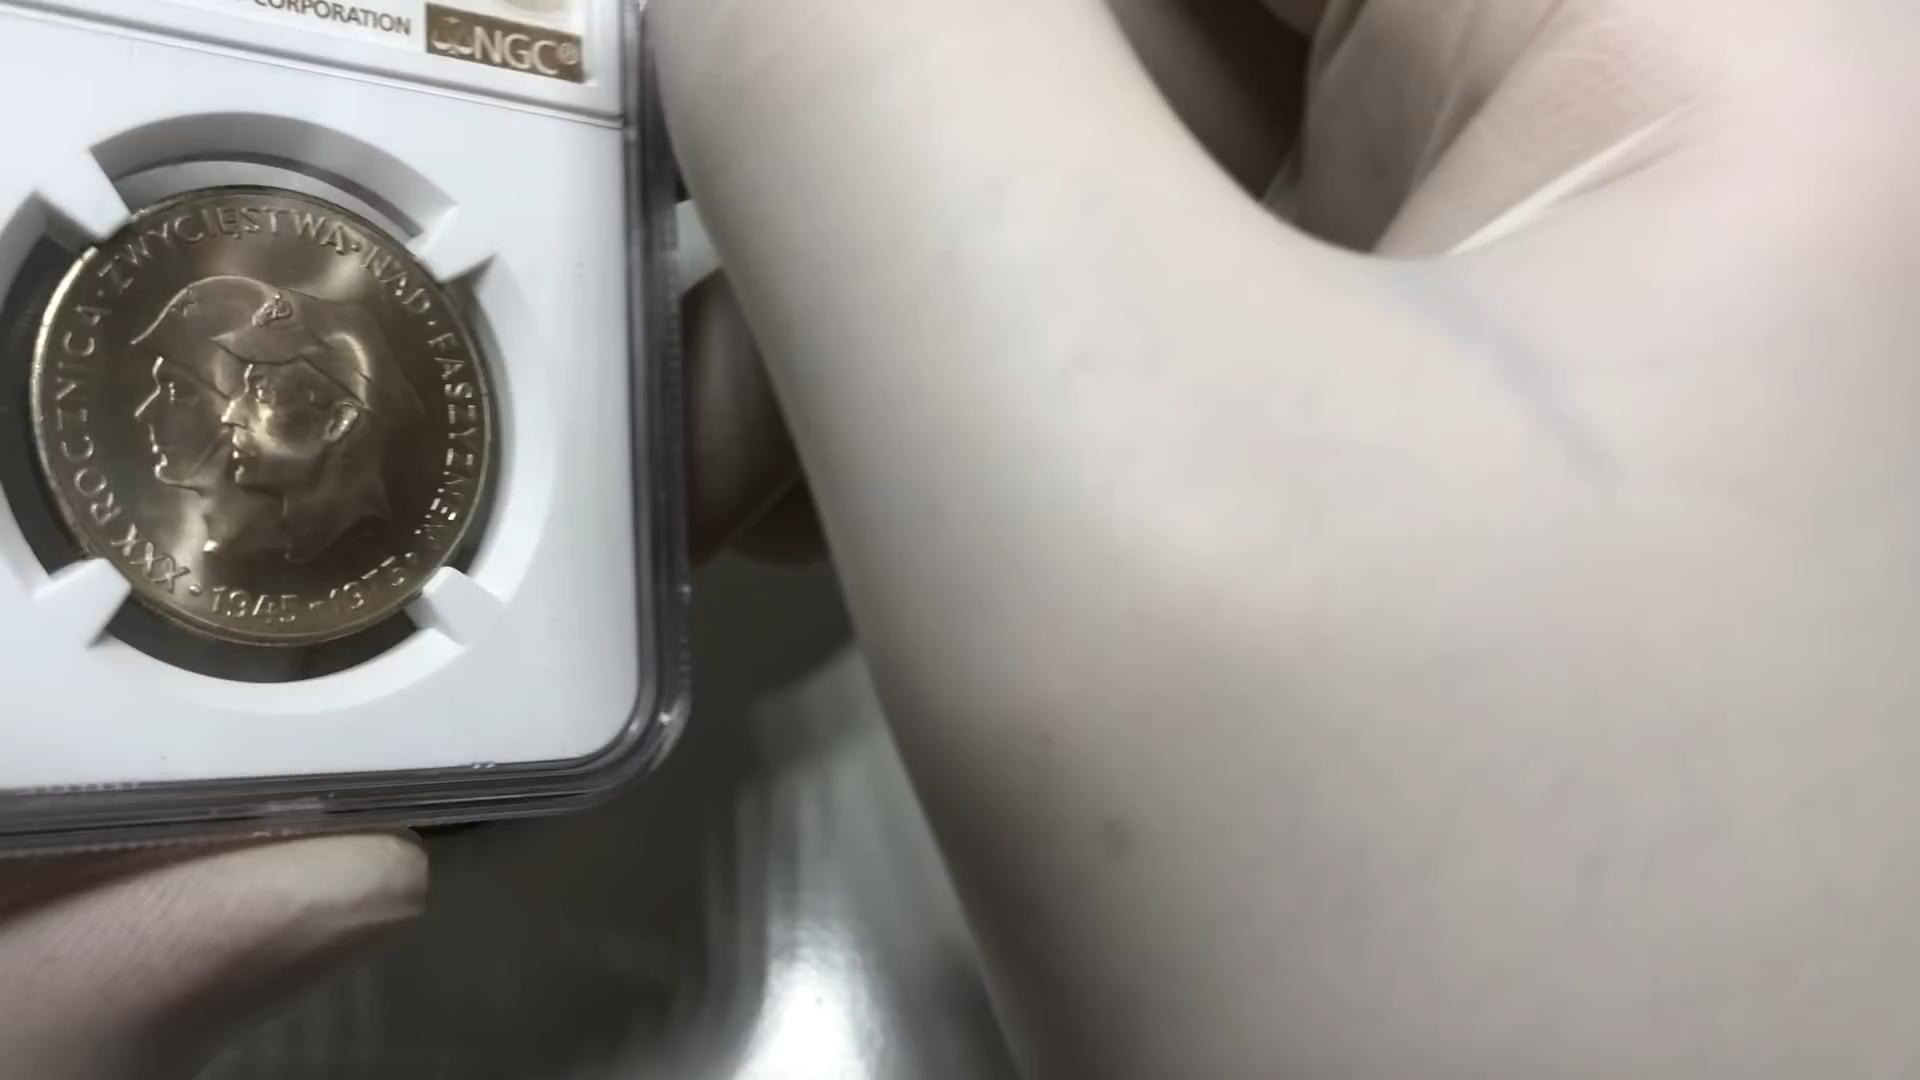 CORPORATION
NGC®
XXX ROCZNICA · ZWYCIĘSTWA · NAD · FASZYZMEM ·
· 1945 - 1975 ·